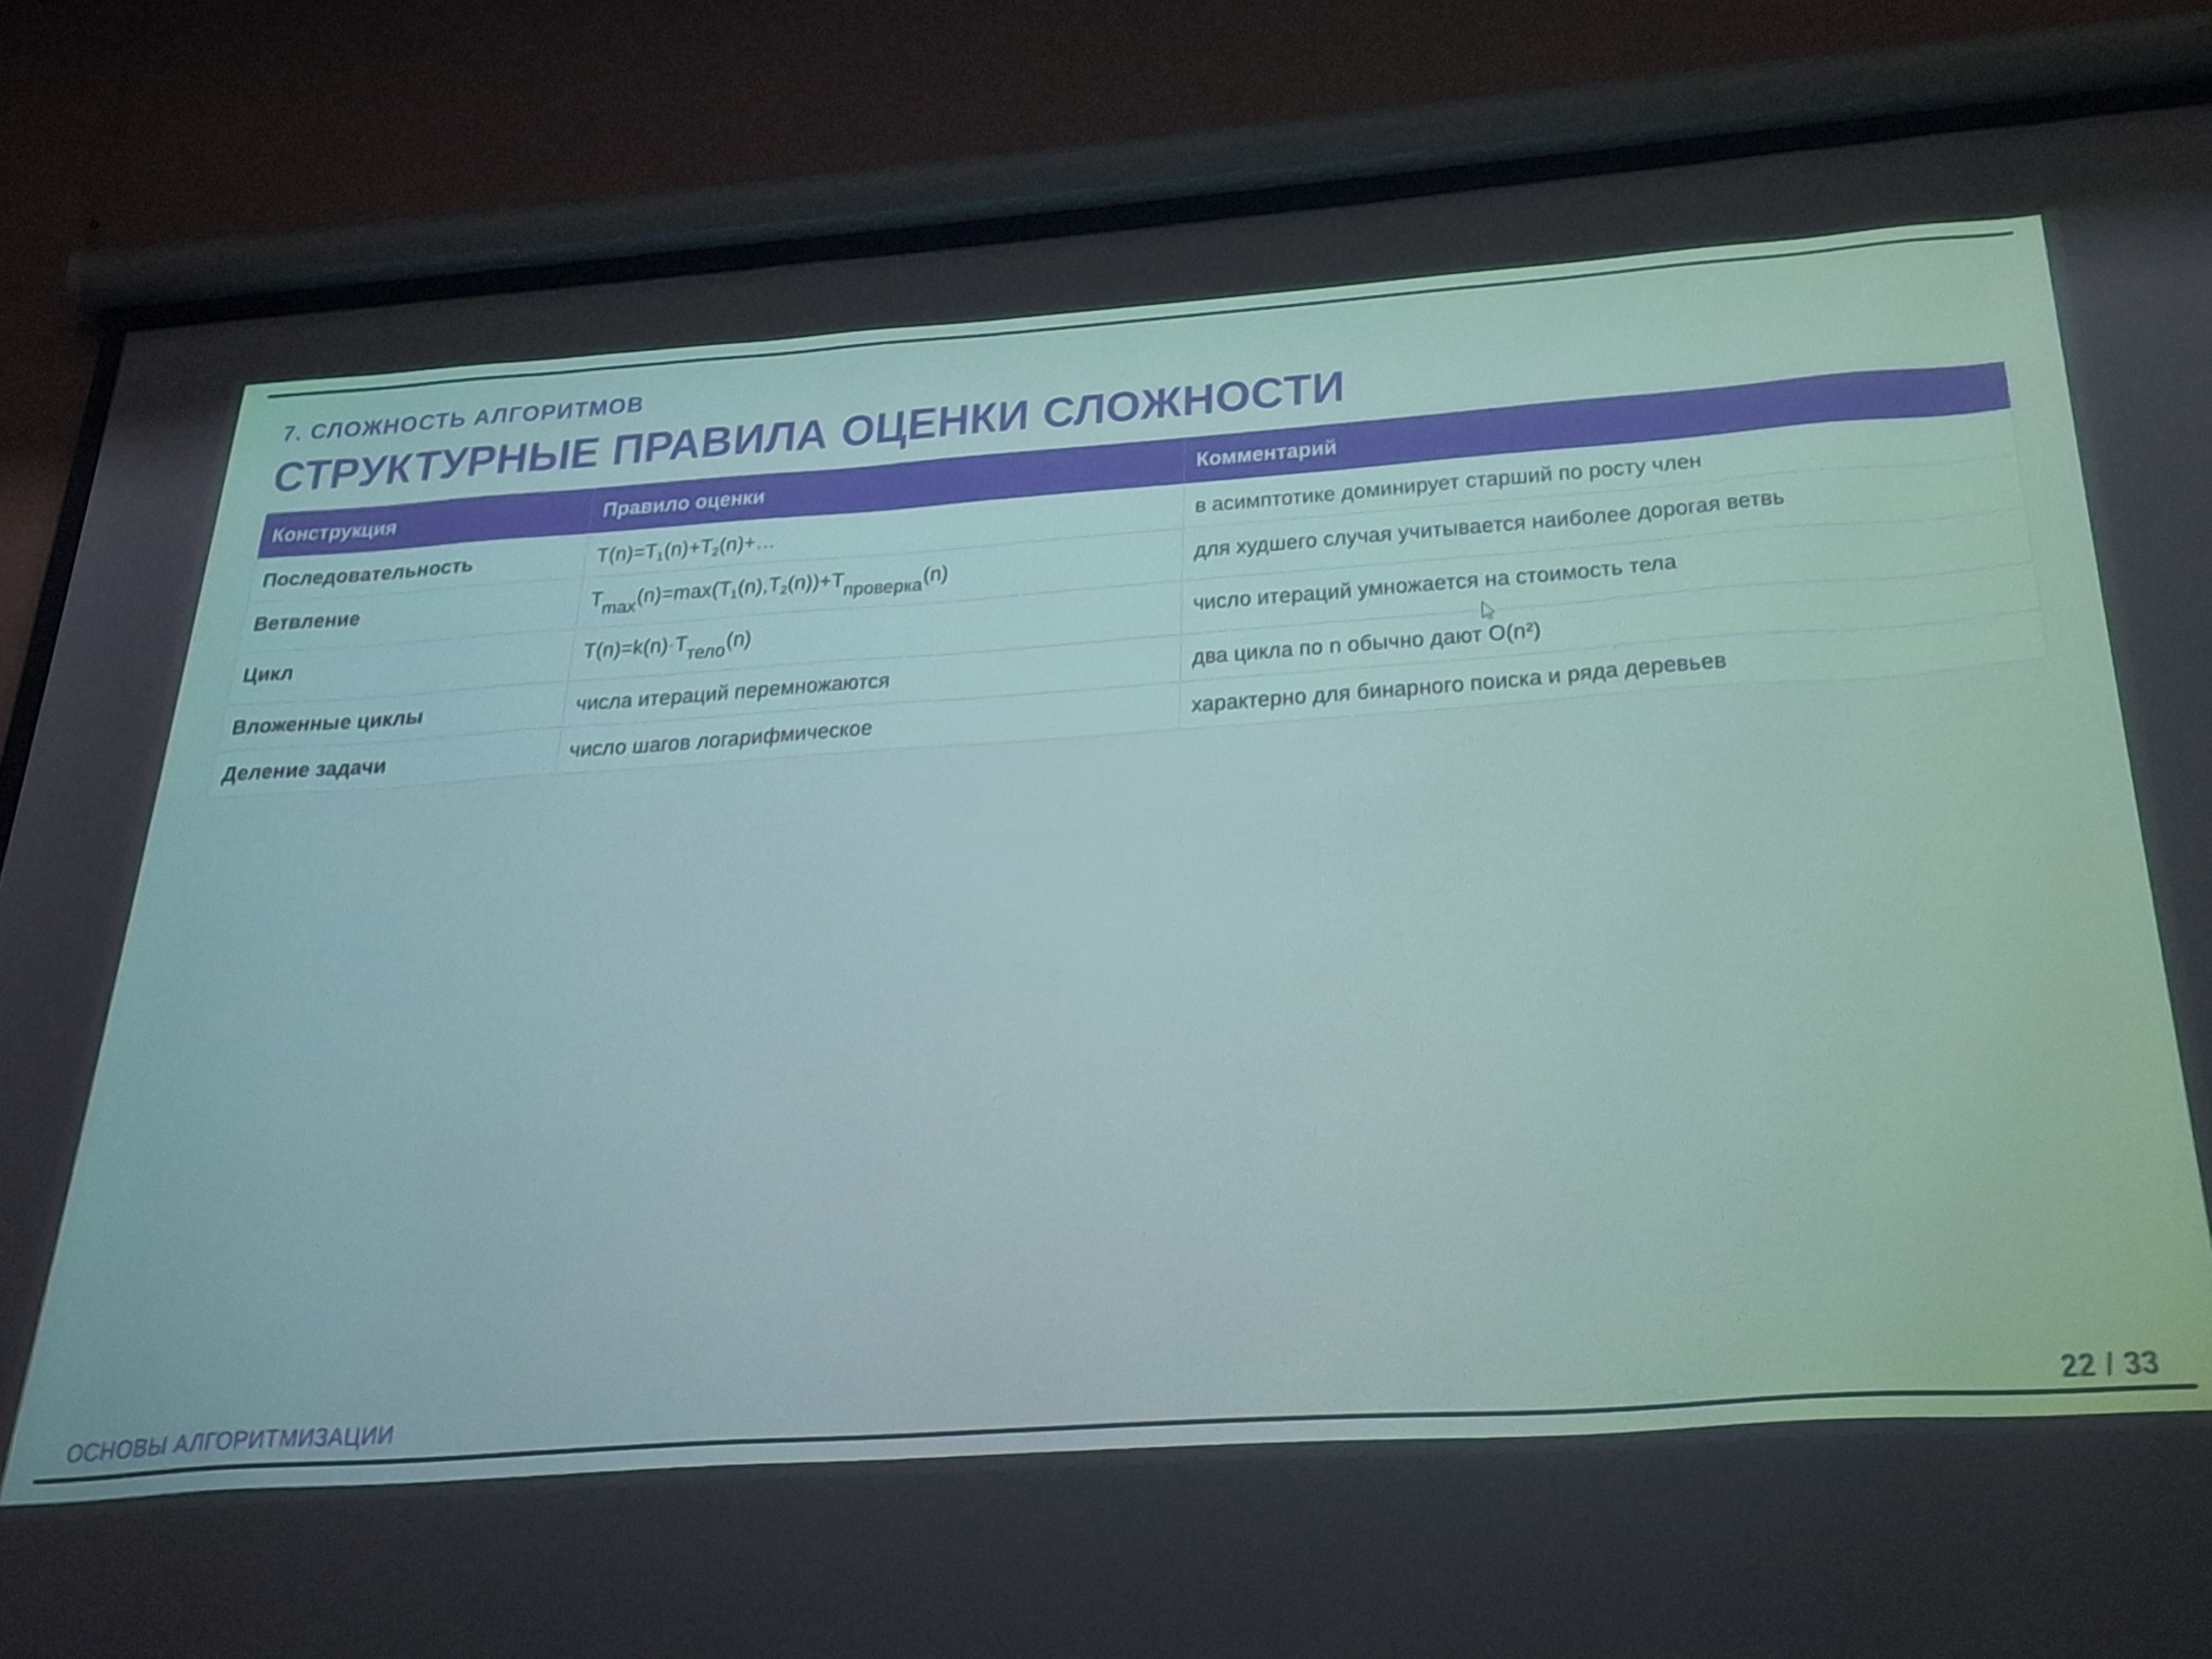 7. СЛОЖНОСТЬ АЛГОРИТМОВ
СТРУКТУРНЫЕ ПРАВИЛА ОЦЕНКИ СЛОЖНОСТИ
Конструкция Правило оценки Комментарий
Последовательность T(n)=T₁(n)+T₂(n)+… в асимптотике доминирует старший по росту член
Ветвление Tmax(n)=max(T₁(n),T₂(n))+Tпроверка(n) для худшего случая учитывается наиболее дорогая ветвь
Цикл T(n)=k(n)·Tтело(n) число итераций умножается на стоимость тела
Вложенные циклы числа итераций перемножаются два цикла по n обычно дают O(n²)
Деление задачи число шагов логарифмическое характерно для бинарного поиска и ряда деревьев
22 | 33
ОСНОВЫ АЛГОРИТМИЗАЦИИ